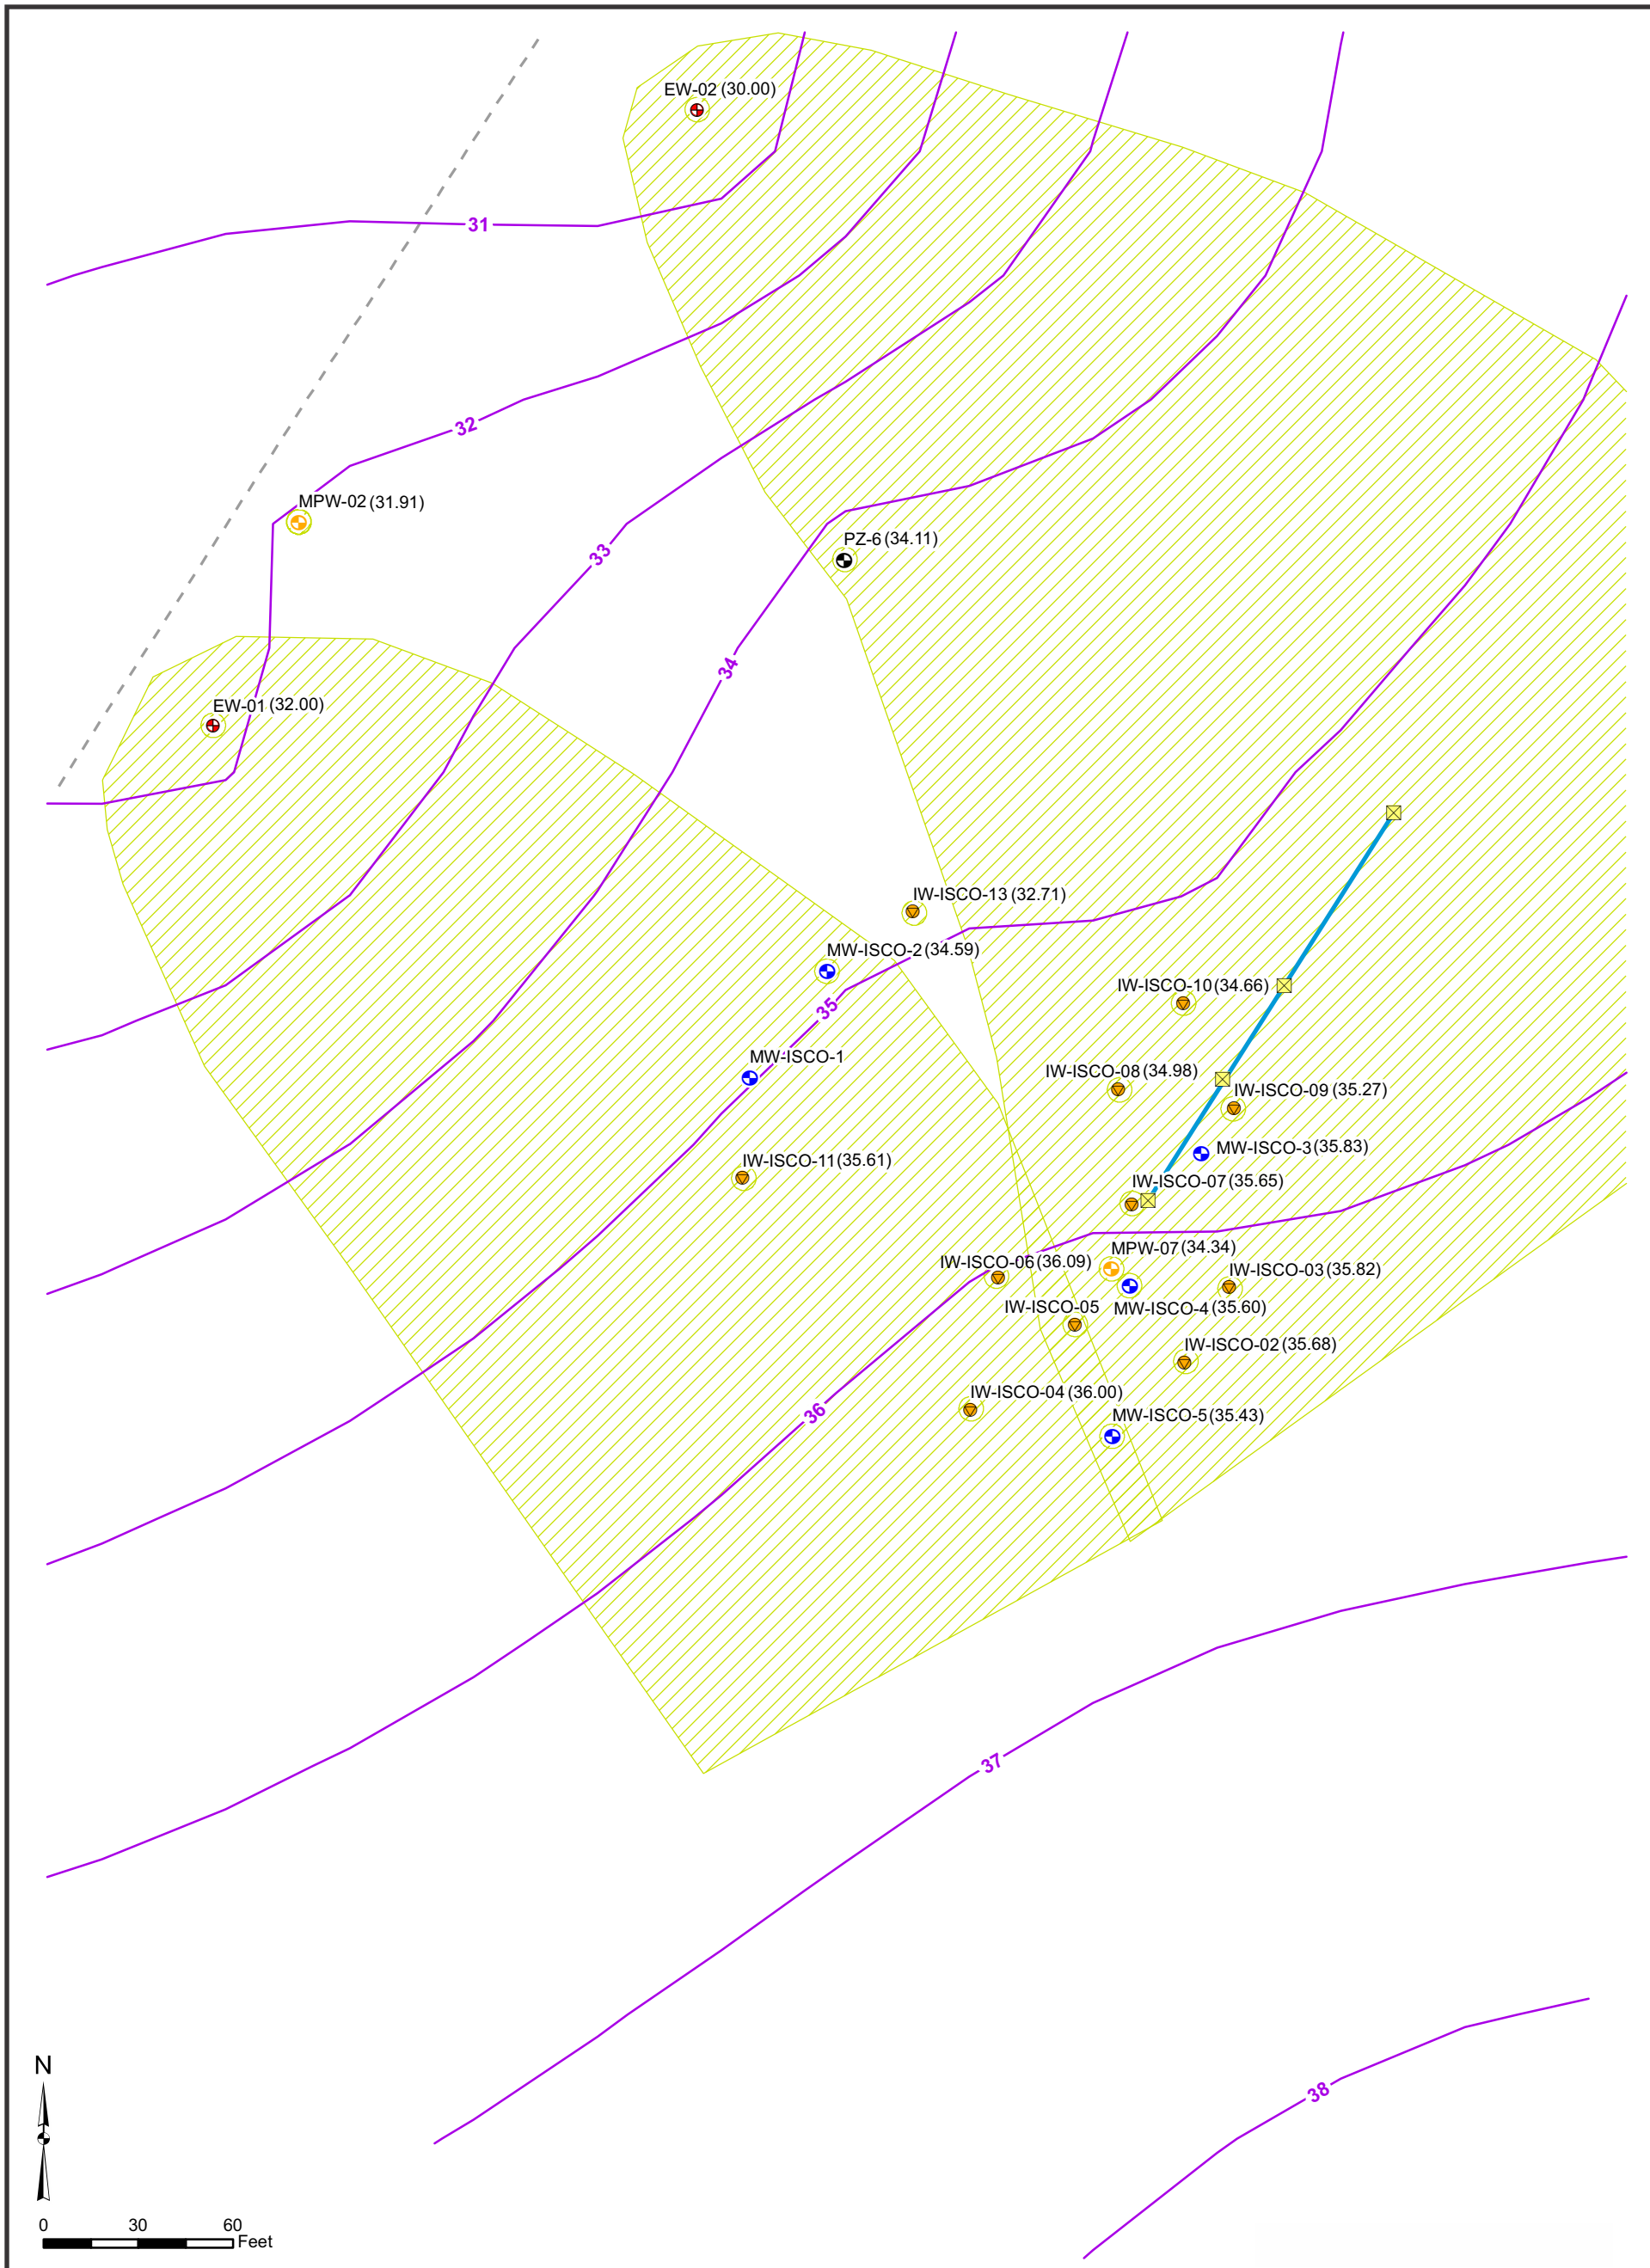 EW-02 (30.00)
31
32
MPW-02 (31.91)
PZ-6 (34.11)
33
34
EW-01 (32.00)
IW-ISCO-13 (32.71)
MW-ISCO-2 (34.59)
IW-ISCO-10 (34.66)
35
MW-ISCO-1
IW-ISCO-08 (34.98)
IW-ISCO-09 (35.27)
MW-ISCO-3 (35.83)
IW-ISCO-11 (35.61)
IW-ISCO-07 (35.65)
MPW-07 (34.34)
IW-ISCO-06 (36.09)
IW-ISCO-03 (35.82)
IW-ISCO-05
MW-ISCO-4 (35.60)
IW-ISCO-02 (35.68)
IW-ISCO-04 (36.00)
36
MW-ISCO-5 (35.43)
37
38
N
0 30 60
Feet